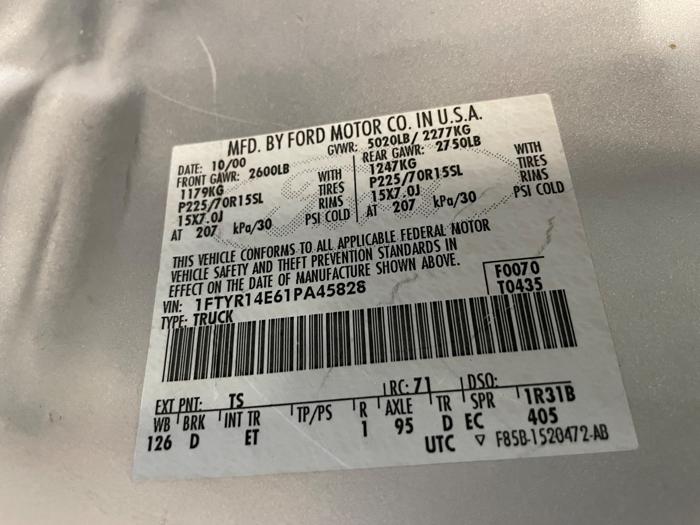 MFD. BY FORD MOTOR CO. IN U.S.A.
DATE: 10/00 GVWR: 5020LB/ 2277KG
FRONT GAWR: 2600LB REAR GAWR: 2750LB
1179KG WITH 1247KG WITH
P225/70R15SL TIRES P225/70R15SL TIRES
15X7.0J RIMS 15X7.0J RIMS
AT 207 kPa/30 PSI COLD AT 207 kPa/30 PSI COLD
THIS VEHICLE CONFORMS TO ALL APPLICABLE FEDERAL MOTOR
VEHICLE SAFETY AND THEFT PREVENTION STANDARDS IN
EFFECT ON THE DATE OF MANUFACTURE SHOWN ABOVE.
VIN: 1FTYR14E61PA45828 F0070
TYPE: TRUCK T0435
EXT PNT: TS RC: 71 DSO:
WB BRK INT TR TP/PS R AXLE TR SPR 1R31B
126 D ET 1 95 D EC 405
UTC ▽ F85B-1520472-AB